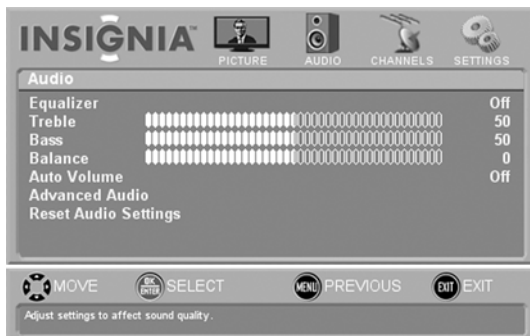 INSIGNIA™
PICTURE AUDIO CHANNELS SETTINGS
Audio
Equalizer Off
Treble 50
Bass 50
Balance 0
Auto Volume Off
Advanced Audio
Reset Audio Settings
MOVE OK ENTER SELECT MENU PREVIOUS EXIT EXIT
Adjust settings to affect sound quality.